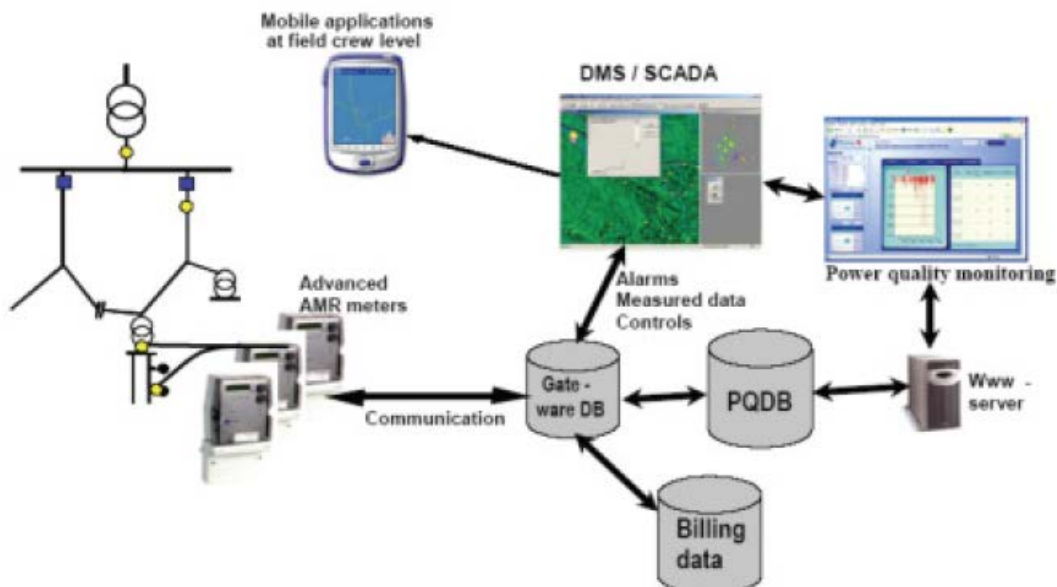 Mobile applications
at field crew level
DMS / SCADA
Power quality monitoring
Advanced
AMR meters
Alarms
Measured data
Controls
Communication
Gate -
ware DB
PQDB
Www -
server
Billing
data